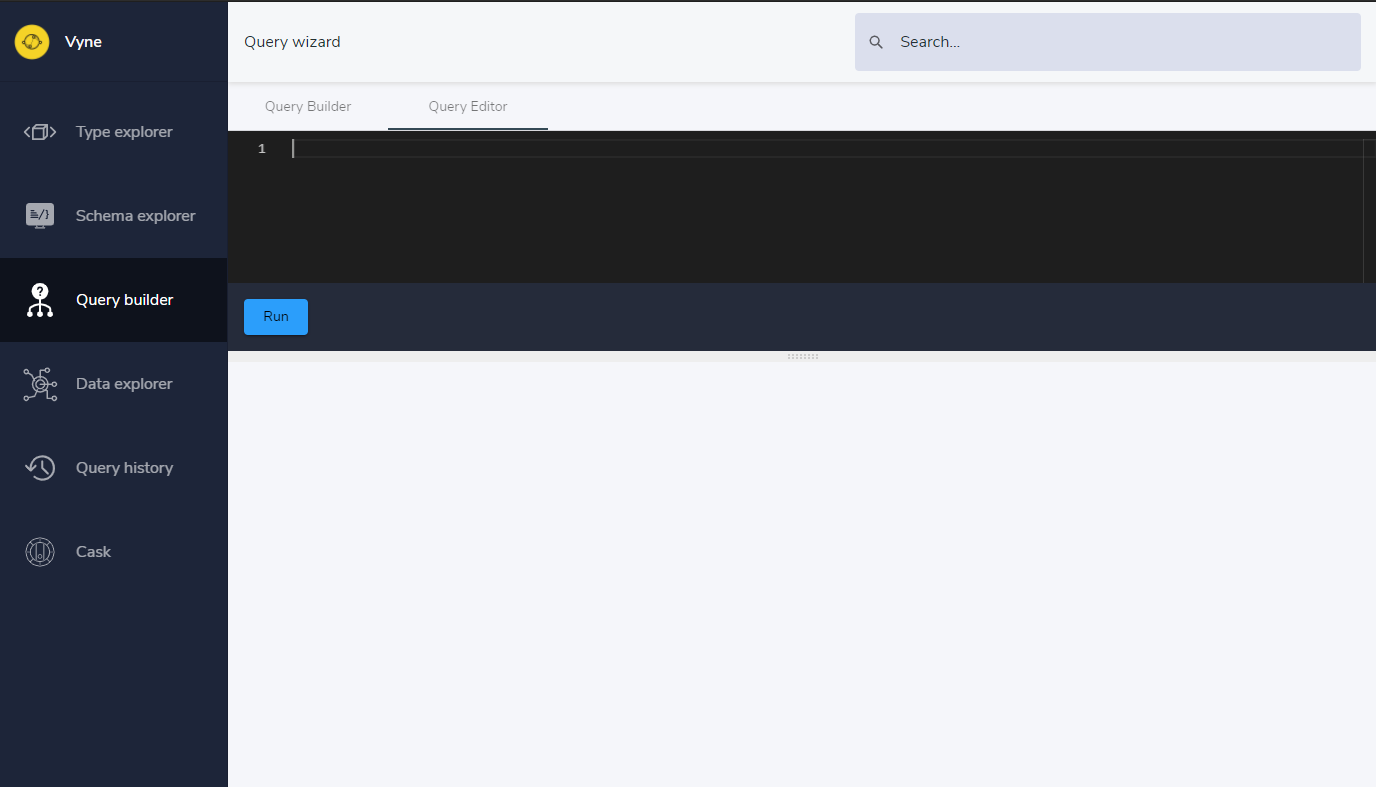 Vyne
Query wizard
Search...
Type explorer
Schema explorer
Query builder
Data explorer
Query history
Cask
Query Builder
Query Editor
1
Run